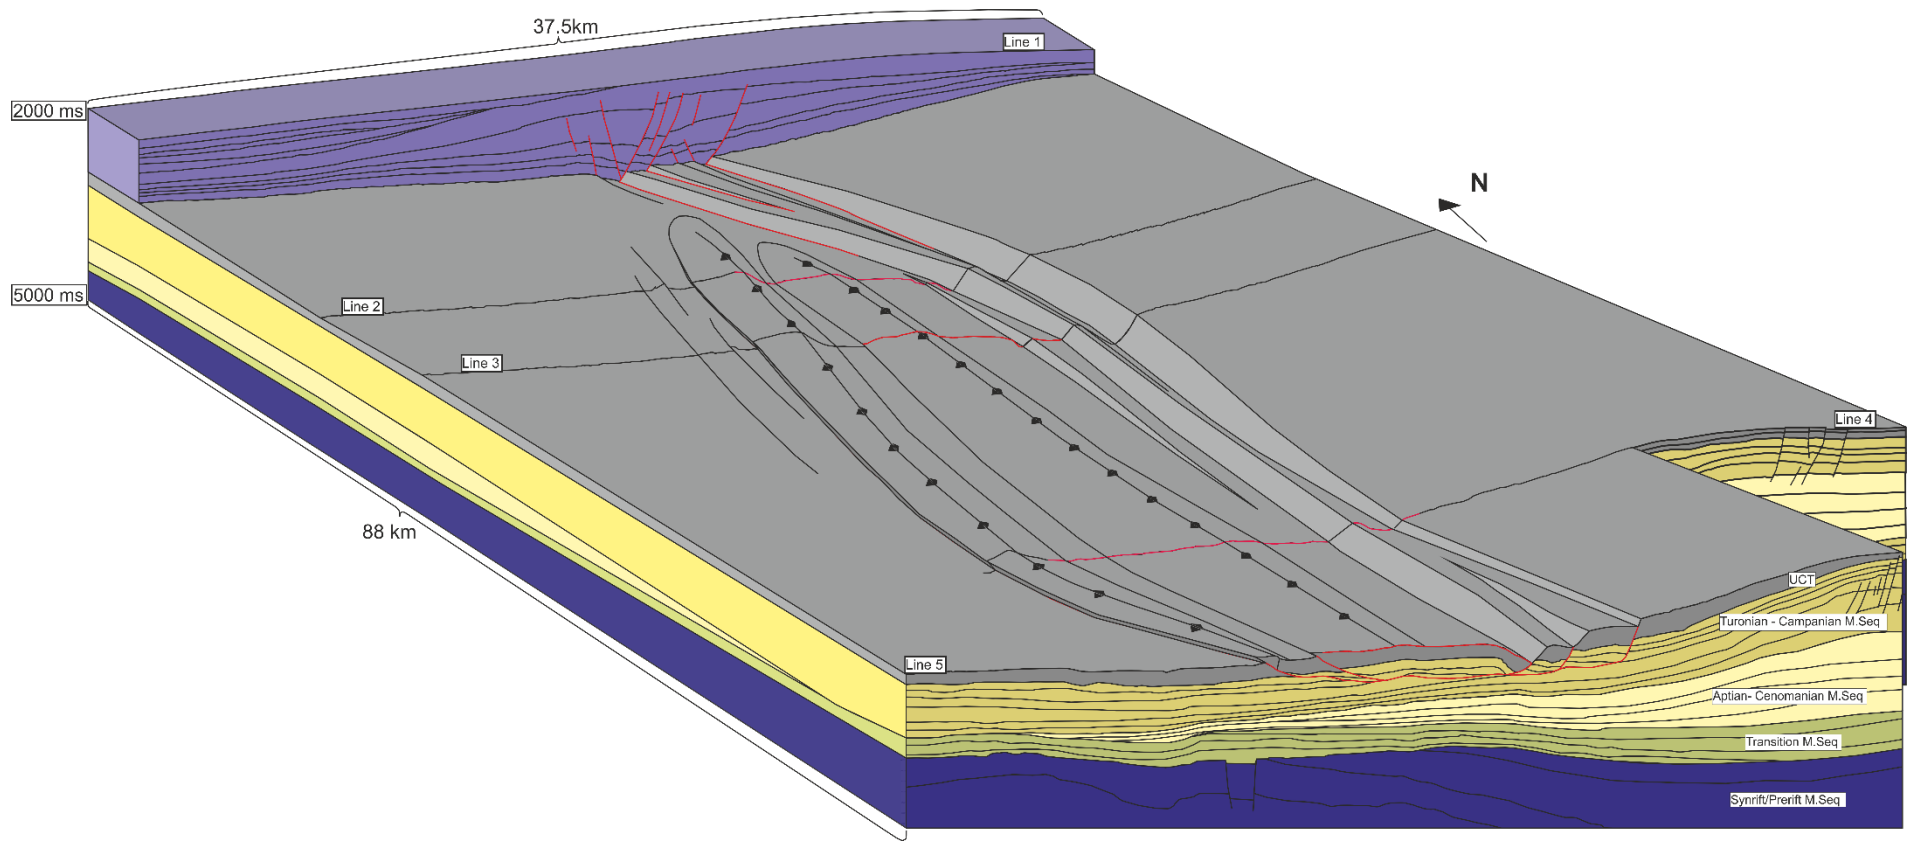 37.5km
Line 1
2000 ms
N
5000 ms
Line 2
Line 3
Line 4
88 km
UCT
Turonian - Campanian M.Seq
Line 5
Aptian- Cenomanian M.Seq
Transition M.Seq
Synrift/Prerift M.Seq